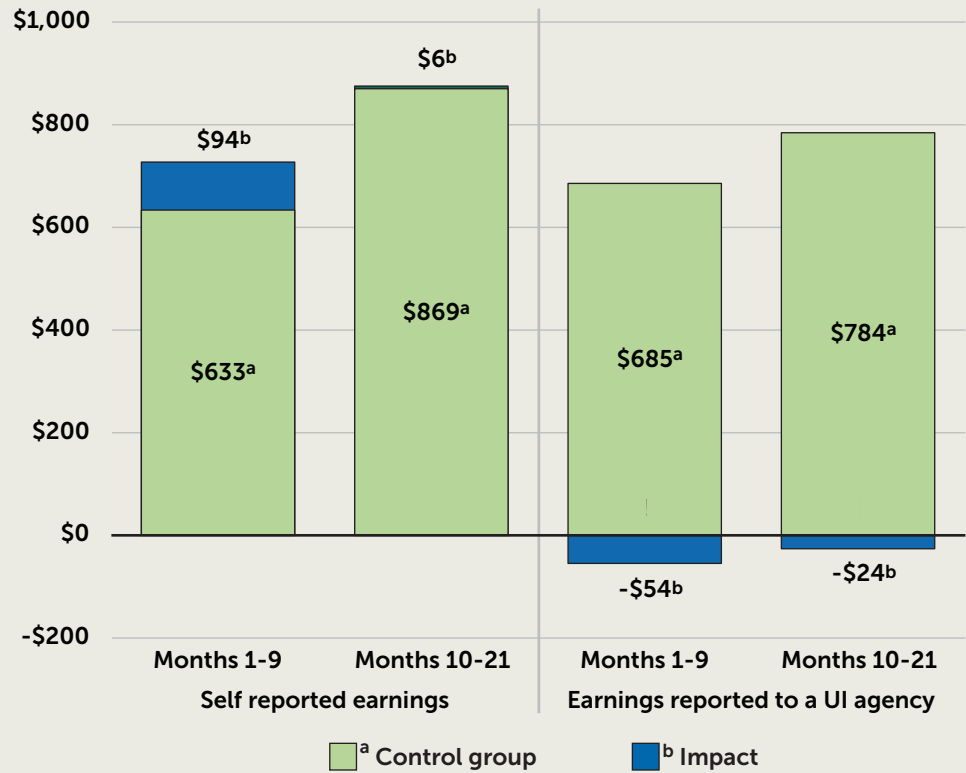 $1,000
$6b
$800
$94b
$600
$400
$869a
$784a
$685a
$633a
$200
$0
-$54b
-$24b
-$200
Months 1-9
Months 10-21
Months 1-9
Months 10-21
Self reported earnings
Earnings reported to a UI agency
a Control group
b Impact